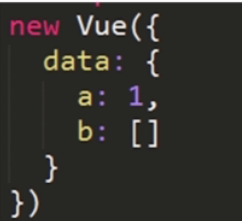 new Vue({
  data: {
    a: 1,
    b: []
  }
})